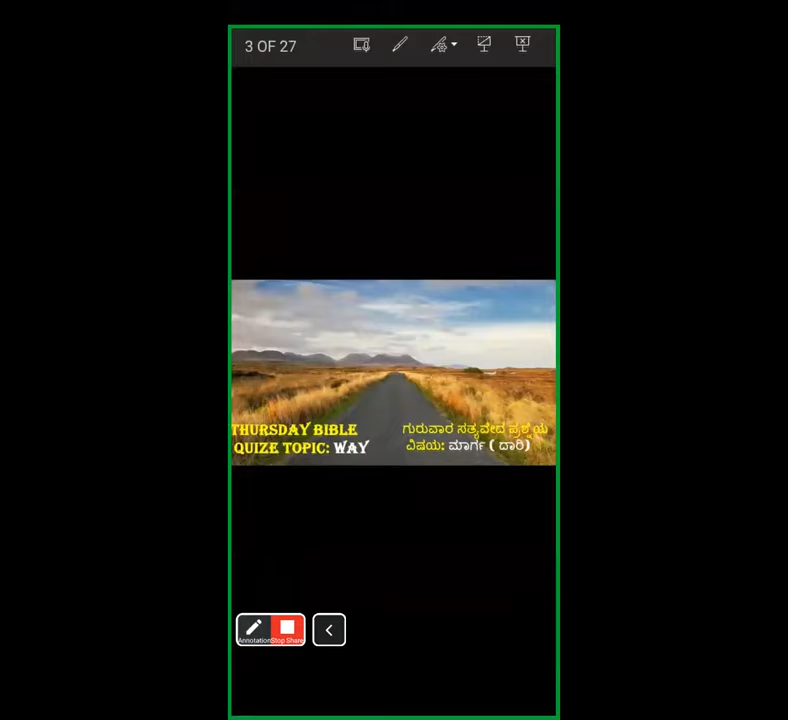 3 OF 27
THURSDAY BIBLE
QUIZE TOPIC: WAY
ಗುರುವಾರ ಸತ್ಯವೇದ ಪ್ರಶ್ನೆಯ
ವಿಷಯ: ಮಾರ್ಗ ( ದಾರಿ)
Annotation Stop Share